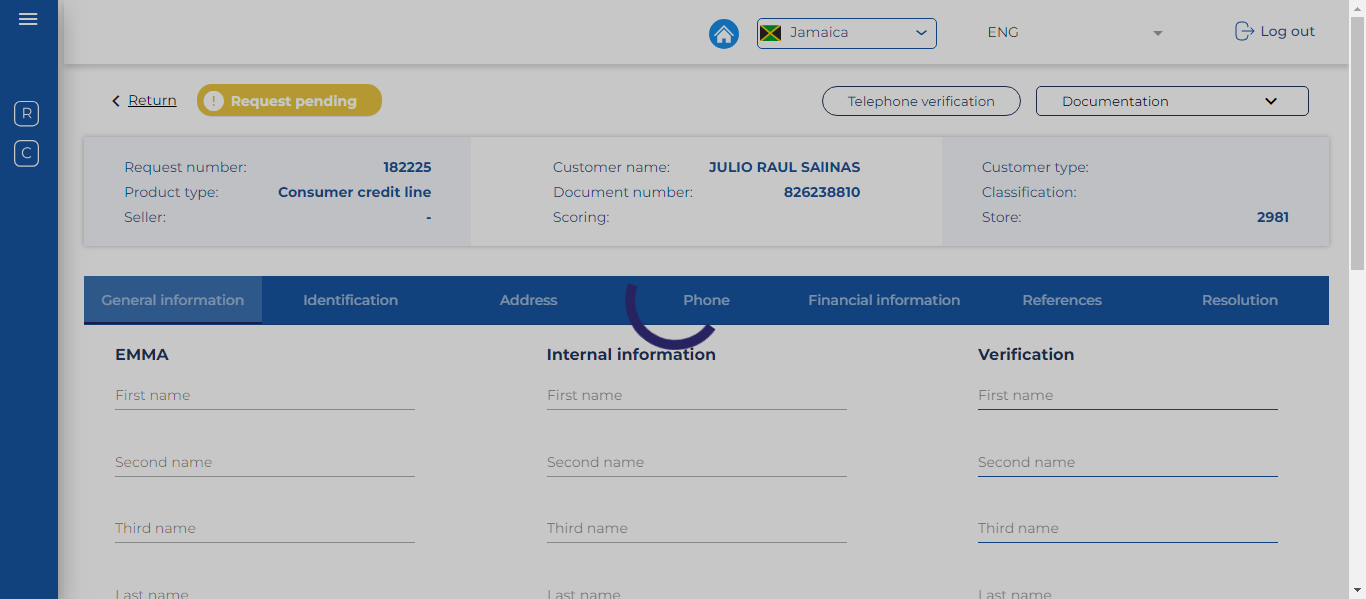 Jamaica
ENG
Log out
R
C
Return
! Request pending
Telephone verification
Documentation
Request number: 182225
Product type: Consumer credit line
Seller: -
Customer name: JULIO RAUL SAIINAS
Document number: 826238810
Scoring:
Customer type:
Classification:
Store: 2981
General information Identification Address Phone Financial information References Resolution
EMMA Internal information Verification
First name First name First name
Second name Second name Second name
Third name Third name Third name
Last name Last name Last name